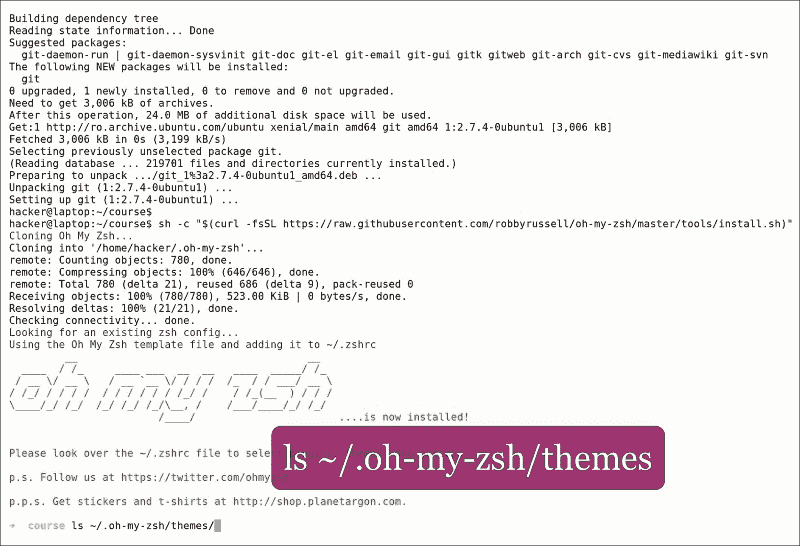 Building dependency tree
Reading state information... Done
Suggested packages:
  git-daemon-run | git-daemon-sysvinit git-doc git-el git-email git-gui gitk gitweb git-arch git-cvs git-mediawiki git-svn
The following NEW packages will be installed:
  git
0 upgraded, 1 newly installed, 0 to remove and 0 not upgraded.
Need to get 3,006 kB of archives.
After this operation, 24.0 MB of additional disk space will be used.
Get:1 http://ro.archive.ubuntu.com/ubuntu xenial/main amd64 git amd64 1:2.7.4-0ubuntu1 [3,006 kB]
Fetched 3,006 kB in 0s (3,199 kB/s)
Selecting previously unselected package git.
(Reading database ... 219701 files and directories currently installed.)
Preparing to unpack .../git_1%3a2.7.4-0ubuntu1_amd64.deb ...
Unpacking git (1:2.7.4-0ubuntu1) ...
Setting up git (1:2.7.4-0ubuntu1) ...
hacker@laptop:~/course$
hacker@laptop:~/course$ sh -c "$(curl -fsSL https://raw.githubusercontent.com/robbyrussell/oh-my-zsh/master/tools/install.sh)"
Cloning Oh My Zsh...
Cloning into '/home/hacker/.oh-my-zsh'...
remote: Counting objects: 780, done.
remote: Compressing objects: 100% (646/646), done.
remote: Total 780 (delta 21), reused 686 (delta 9), pack-reused 0
Receiving objects: 100% (780/780), 523.00 KiB | 0 bytes/s, done.
Resolving deltas: 100% (21/21), done.
Checking connectivity... done.
Looking for an existing zsh config...
Using the Oh My Zsh template file and adding it to ~/.zshrc
oh my zsh
....is now installed!
Please look over the ~/.zshrc file to
ls ~/.oh-my-zsh/themes
p.s. Follow us at https://twitter.com/ohmy
p.p.s. Get stickers and t-shirts at http://shop.planetargon.com.
➜  course ls ~/.oh-my-zsh/themes/